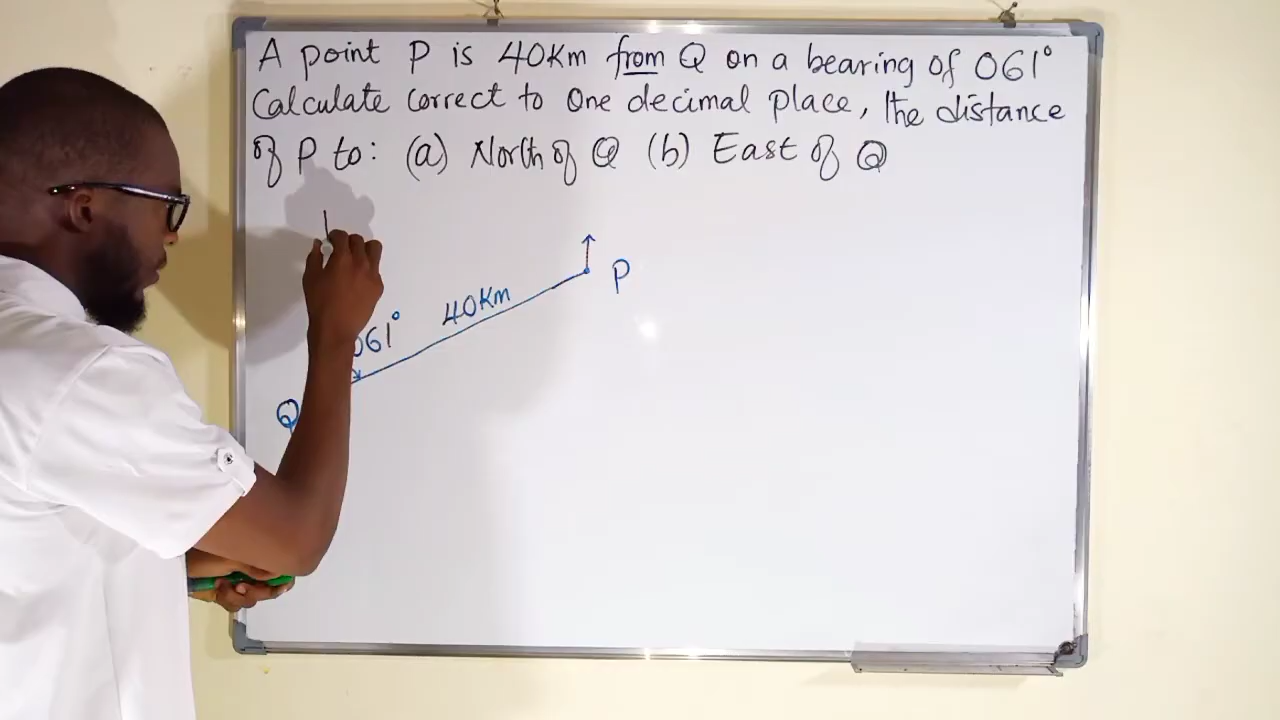 A point P is 40Km from Q on a bearing of 061°
Calculate correct to one decimal place, the distance
of P to: (a) North of Q (b) East of Q
P
40Km
061°
Q